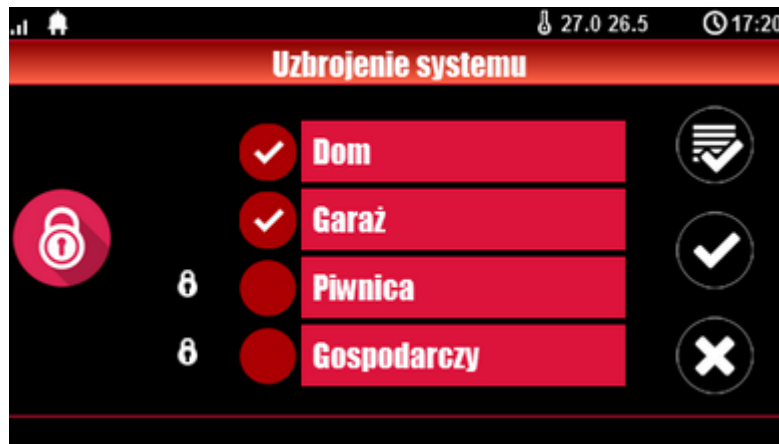 27.0 26.5 17:20
Uzbrojenie systemu
Dom
Garaż
Piwnica
Gospodarczy